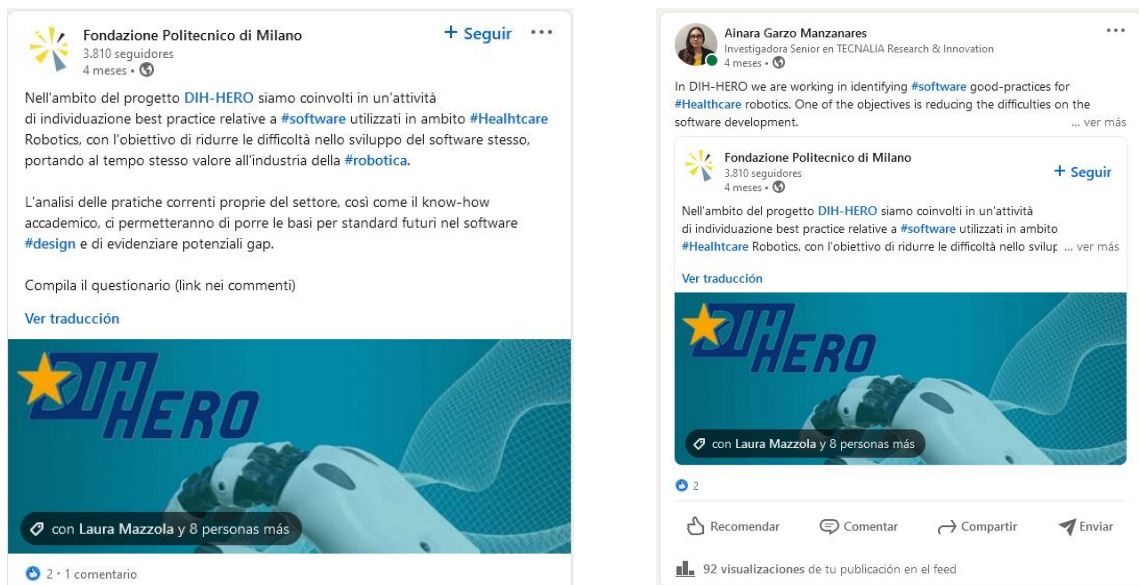 Fondazione Politecnico di Milano
+ Seguir
3.810 seguidores
4 meses •
Nell'ambito del progetto DIH-HERO siamo coinvolti in un'attività
di individuazione best practice relative a #software utilizzati in ambito #Healhtcare
Robotics, con l'obiettivo di ridurre le difficoltà nello sviluppo del software stesso,
portando al tempo stesso valore all'industria della #robotica.
L'analisi delle pratiche correnti proprie del settore, così come il know-how
accademico, ci permetteranno di porre le basi per standard futuri nel software
#design e di evidenziare potenziali gap.
Compila il questionario (link nei commenti)
Ver traducción
DIH
HERO
con Laura Mazzola y 8 personas más
2 • 1 comentario
Ainara Garzo Manzanares
Investigadora Senior en TECNALIA Research & Innovation
4 meses •
In DIH-HERO we are working in identifying #software good-practices for
#Healthcare robotics. One of the objectives is reducing the difficulties on the
software development.
... ver más
Fondazione Politecnico di Milano
3.810 seguidores
+ Seguir
4 meses •
Nell'ambito del progetto DIH-HERO siamo coinvolti in un'attività
di individuazione best practice relative a #software utilizzati in ambito
#Healhtcare Robotics, con l'obiettivo di ridurre le difficoltà nello svilup ... ver más
Ver traducción
DIH
HERO
con Laura Mazzola y 8 personas más
2
Recomendar
Comentar
Compartir
Enviar
92 visualizaciones de tu publicación en el feed